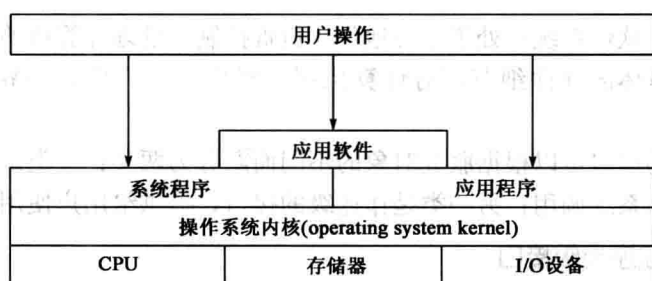 用户操作
应用软件
系统程序 应用程序
操作系统内核(operating system kernel)
CPU 存储器 I/O设备